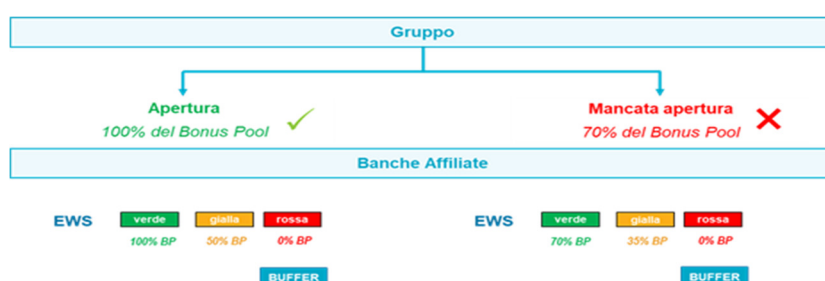 Gruppo
Apertura
100% del Bonus Pool
Mancata apertura
70% del Bonus Pool
Banche Affiliate
EWS verde gialla rossa
100% BP 50% BP 0% BP
BUFFER
EWS verde gialla rossa
70% BP 35% BP 0% BP
BUFFER